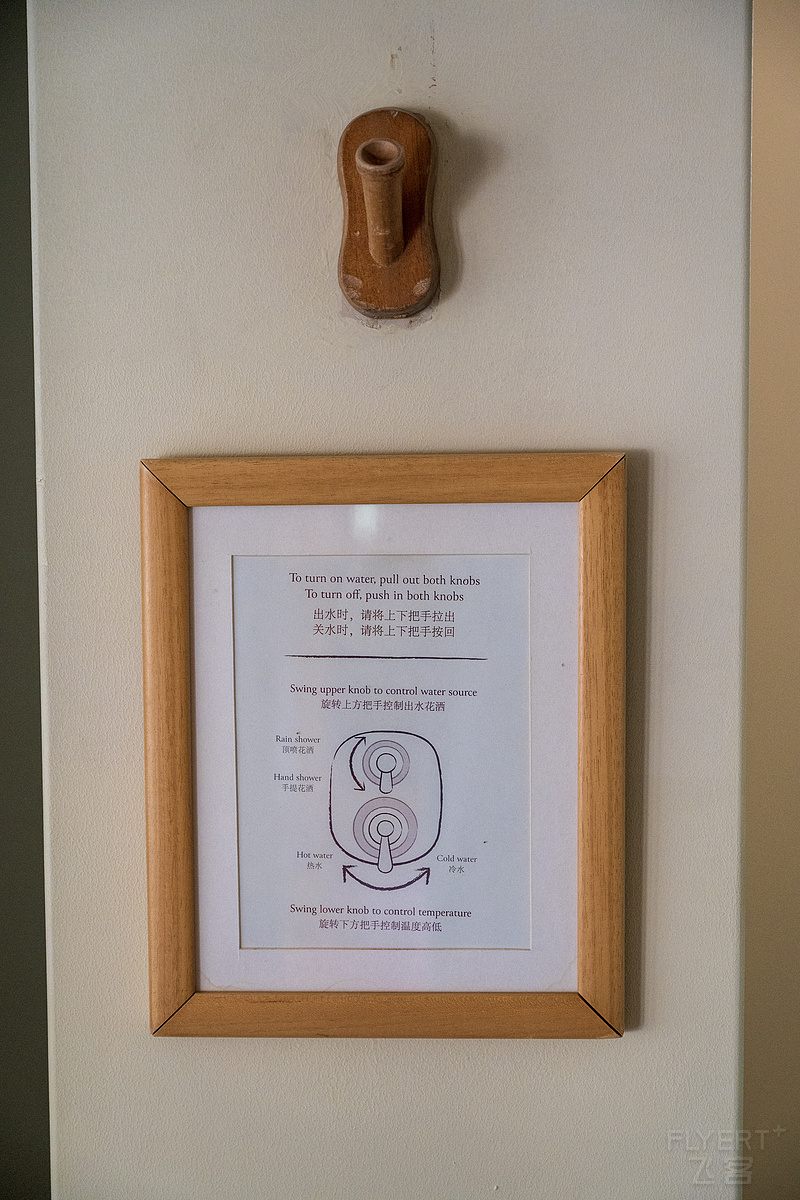 To turn on water, pull out both knobs
To turn off, push in both knobs
出水时，请将上下把手拉出
关水时，请将上下把手按回
Swing upper knob to control water source
旋转上方把手控制出水花洒
Rain shower
顶喷花洒
Hand shower
手提花洒
Hot water
热水
Cold water
冷水
Swing lower knob to control temperature
旋转下方把手控制温度高低
FLYERT+
飞客